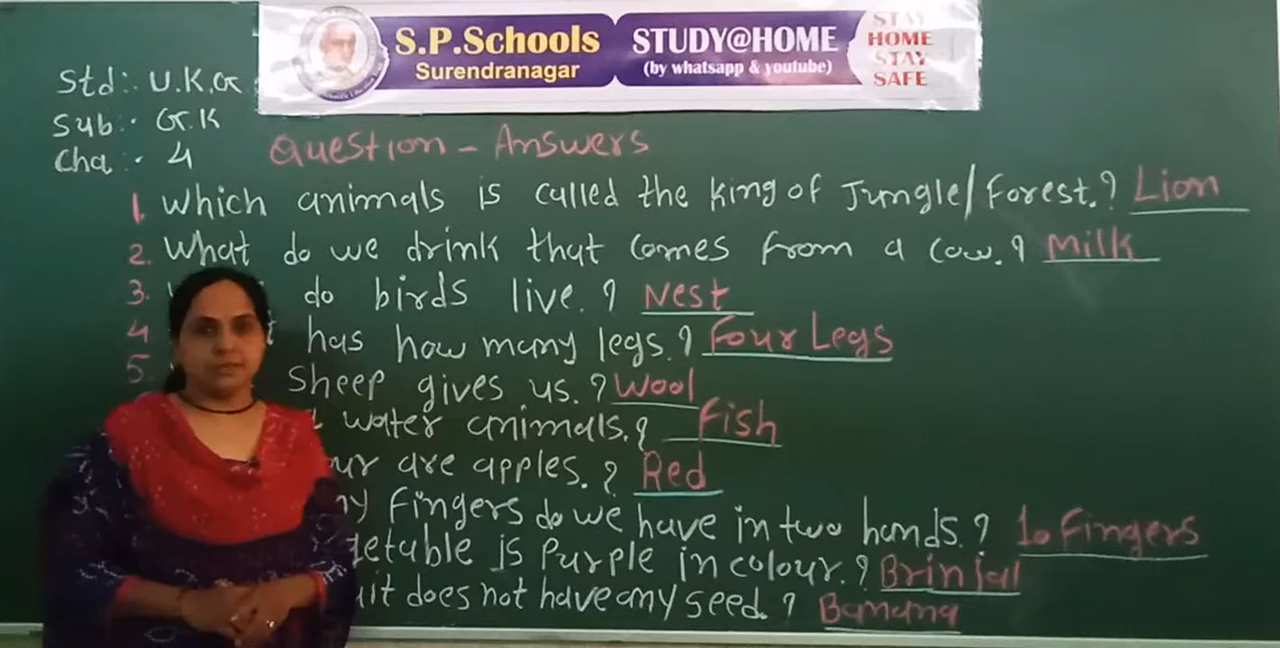 S.P.Schools
Surendranagar
STUDY@HOME
(by whatsapp & youtube)
STAY
HOME
STAY
SAFE
Std:- U.K.G
Sub:- G.K
Cha:- 4
Question - Answers
1. Which animals is called the king of Jungle/Forest.? Lion
2. What do we drink that comes from a cow.? Milk
3. do birds live.? Nest
4 has how many legs.? Four Legs
5. Sheep gives us.? Wool
water animals.? Fish
our are apples.? Red
ny Fingers do we have in two hands.? 10 Fingers
getable is Purple in colour.? Brinjal
uit does not have any seed.? Banana